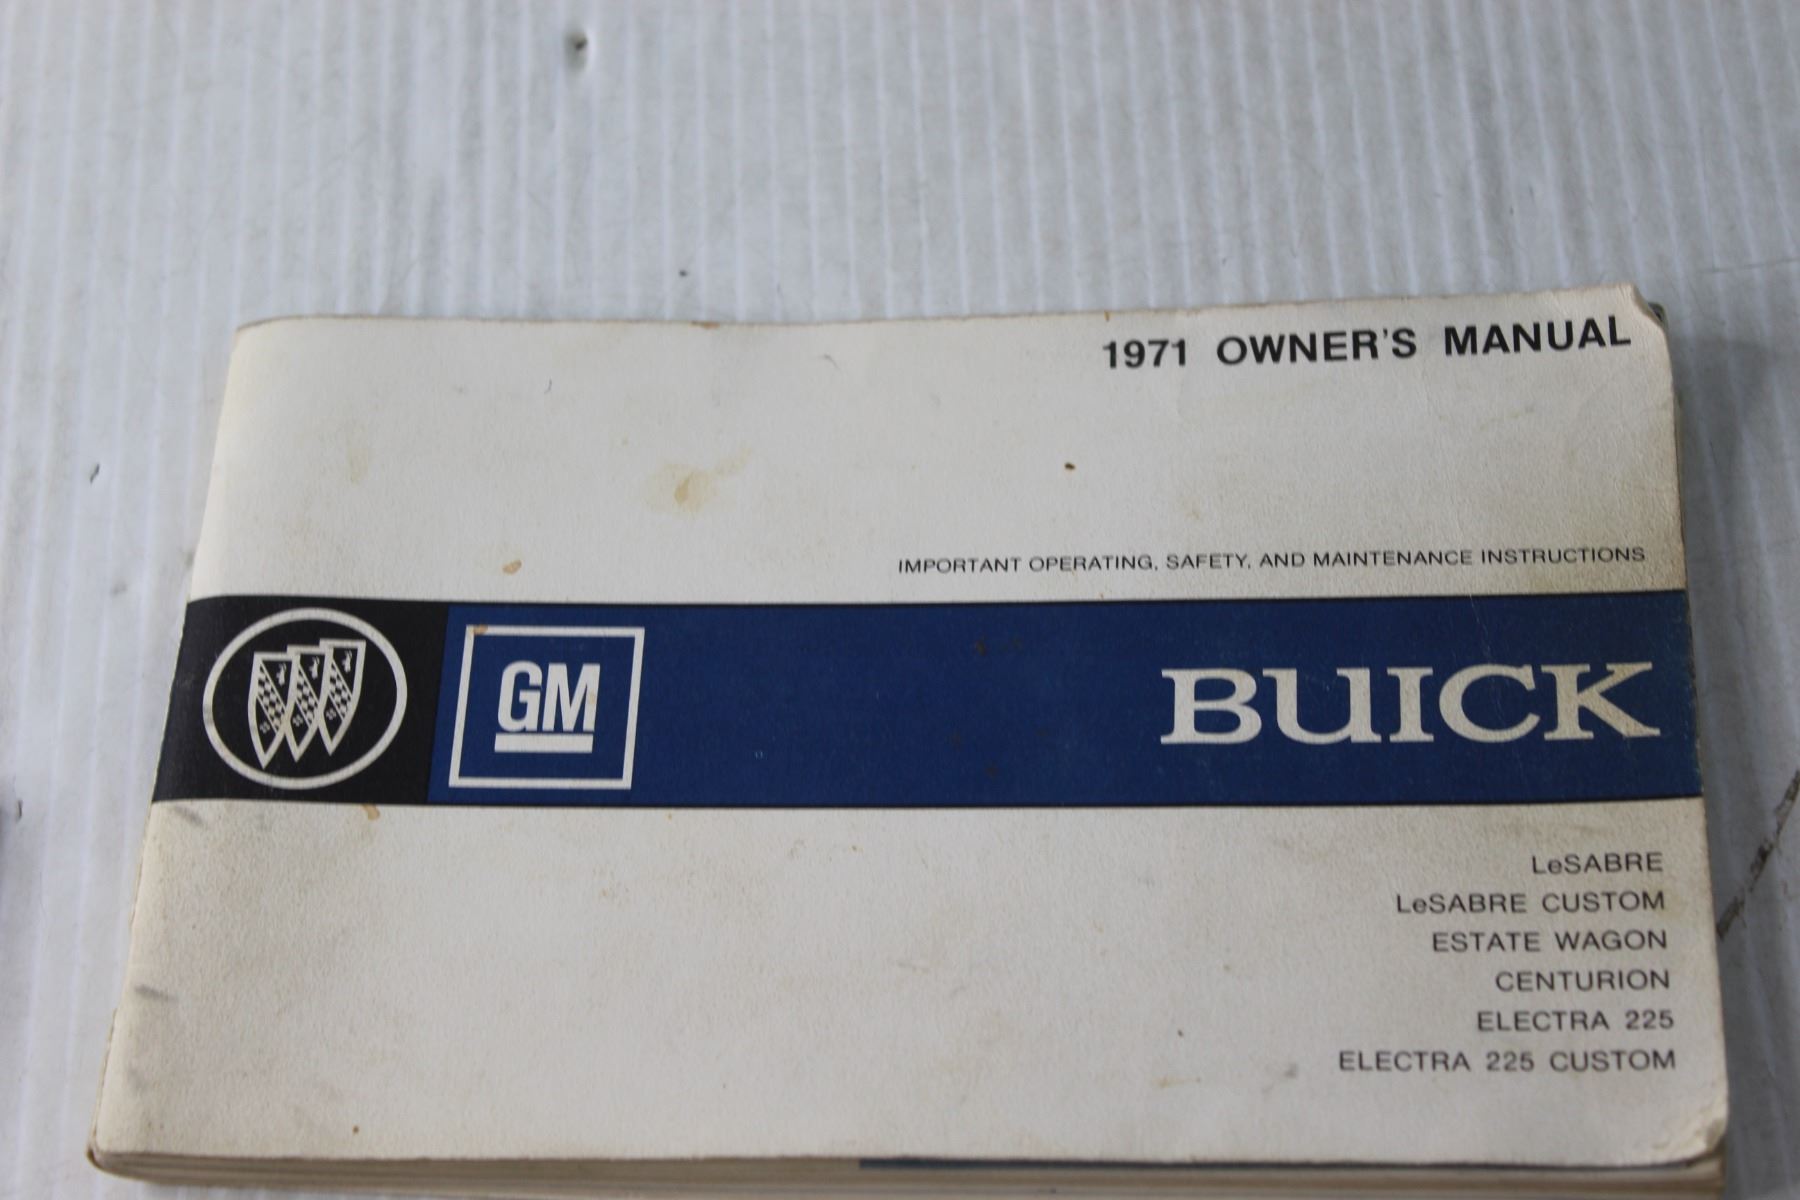 1971 OWNER'S MANUAL
IMPORTANT OPERATING, SAFETY, AND MAINTENANCE INSTRUCTIONS
GM
BUICK
LeSABRE
LeSABRE CUSTOM
ESTATE WAGON
CENTURION
ELECTRA 225
ELECTRA 225 CUSTOM